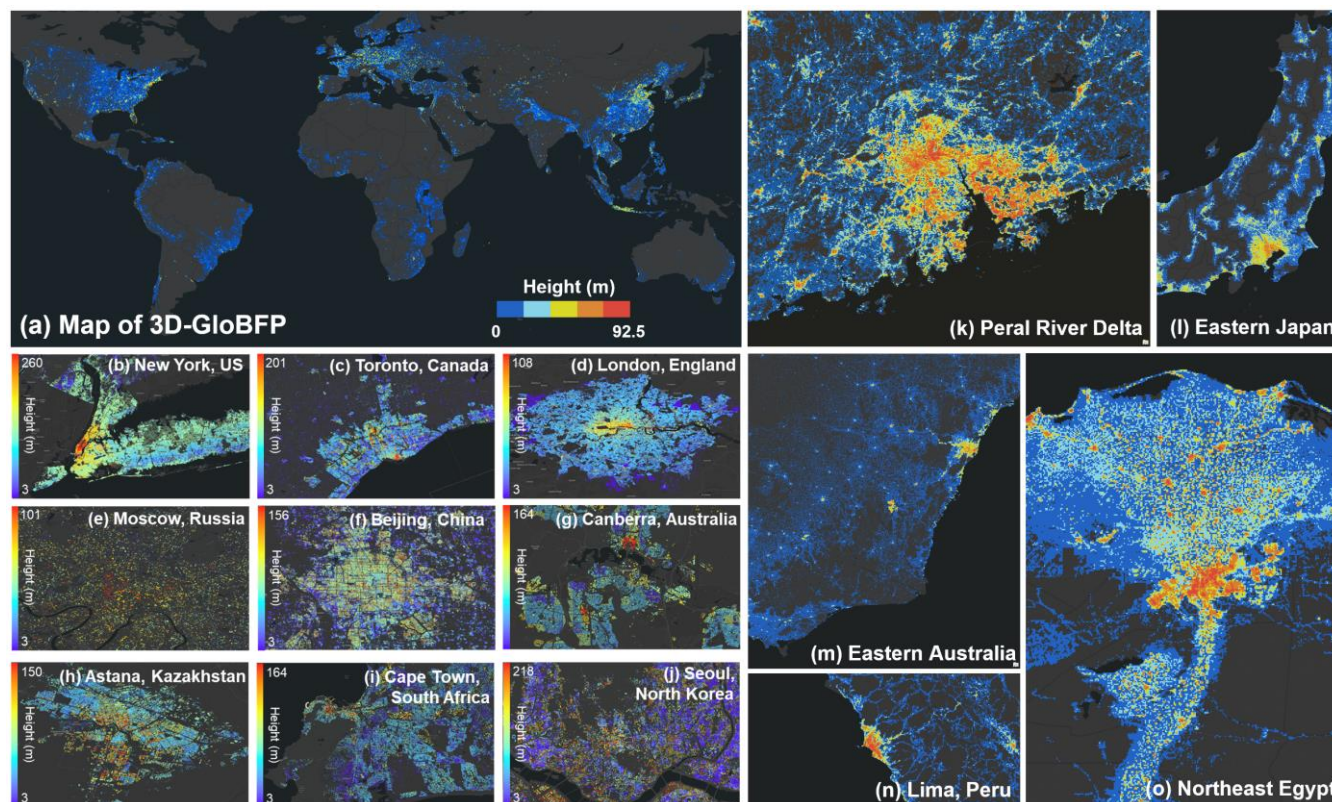 Height (m)
0 92.5
(a) Map of 3D-GloBFP
(k) Peral River Delta
(l) Eastern Japan
260
(b) New York, US
Height (m)
3
201
(c) Toronto, Canada
Height (m)
3
108
(d) London, England
Height (m)
3
101
(e) Moscow, Russia
Height (m)
3
156
(f) Beijing, China
Height (m)
3
164
(g) Canberra, Australia
Height (m)
3
150
(h) Astana, Kazakhstan
Height (m)
3
164
(i) Cape Town,
South Africa
Height (m)
3
218
(j) Seoul,
North Korea
Height (m)
3
(m) Eastern Australia
(n) Lima, Peru
(o) Northeast Egypt